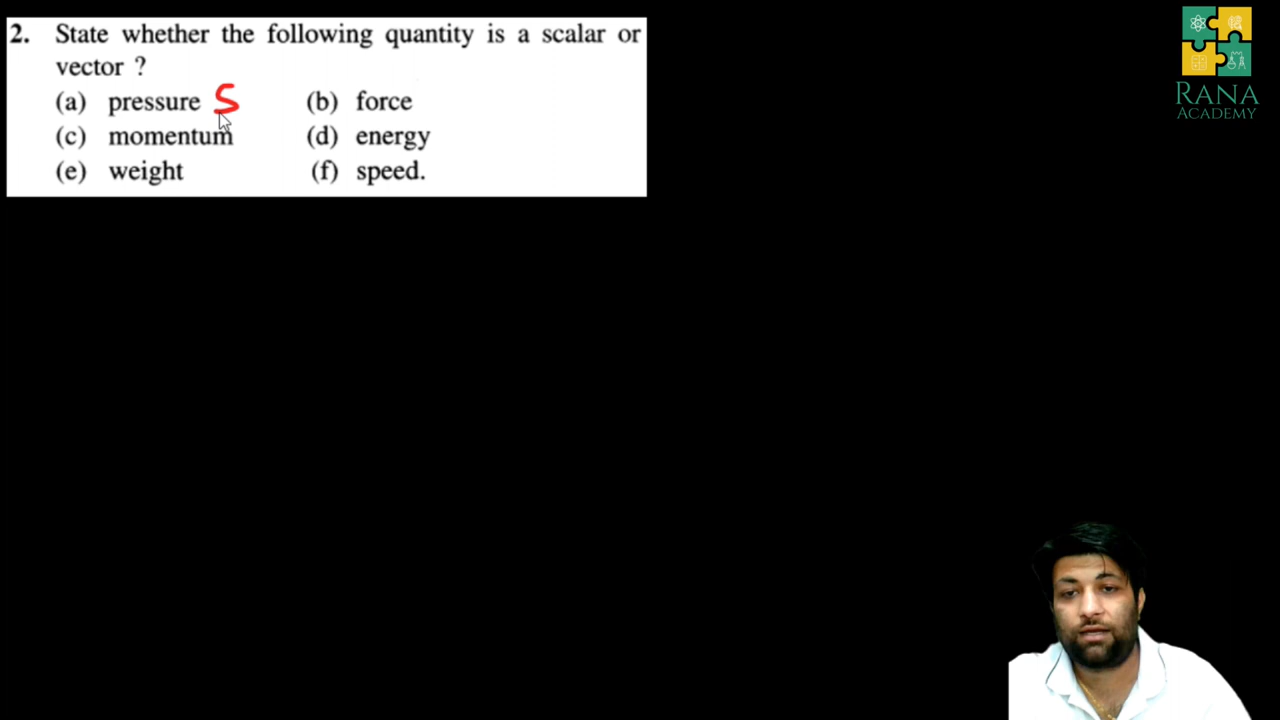 2. State whether the following quantity is a scalar or
vector ?
(a) pressure S (b) force
(c) momentum (d) energy
(e) weight (f) speed.
RANA
ACADEMY